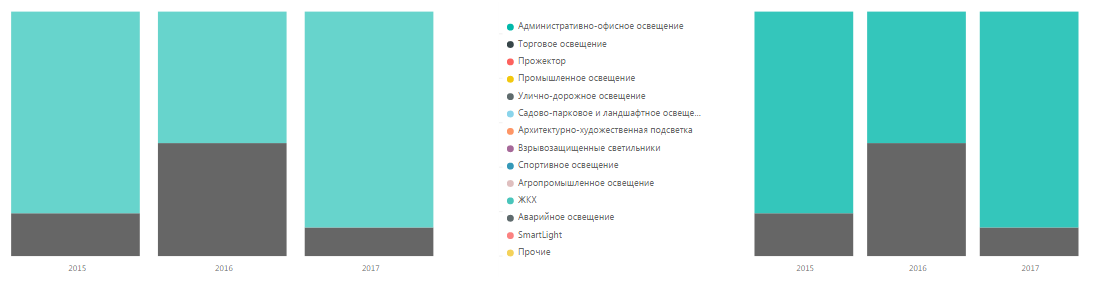 2015
2016
2017
Административно-офисное освещение
Торговое освещение
Прожектор
Промышленное освещение
Улично-дорожное освещение
Садово-парковое и ландшафтное освеще...
Архитектурно-художественная подсветка
Взрывозащищенные светильники
Спортивное освещение
Агропромышленное освещение
ЖКХ
Аварийное освещение
SmartLight
Прочие
2015
2016
2017